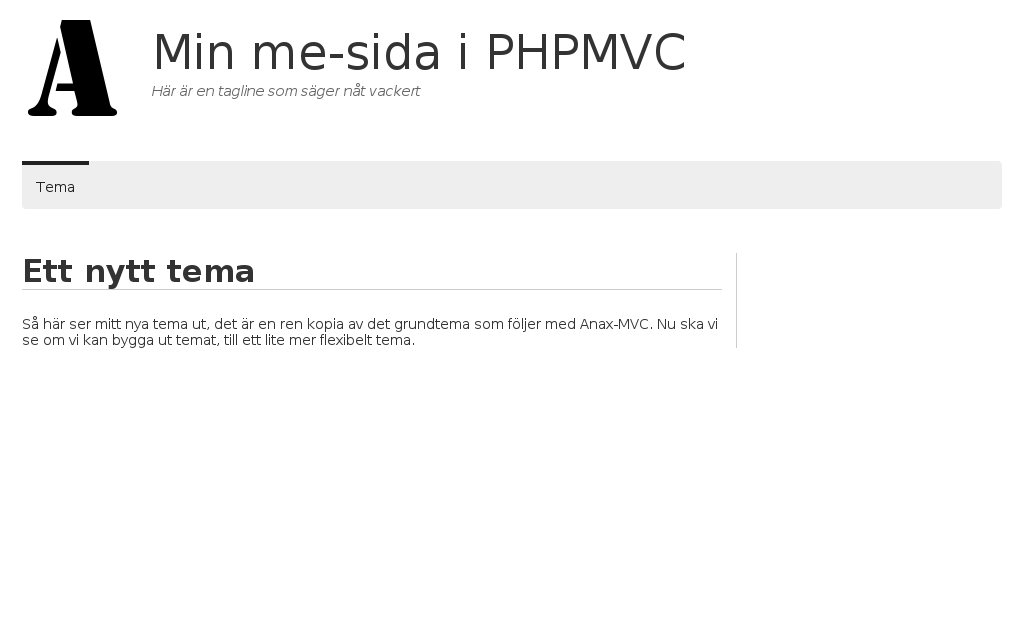 A
Min me-sida i PHPMVC
Här är en tagline som säger nåt vackert
Tema
Ett nytt tema
Så här ser mitt nya tema ut, det är en ren kopia av det grundtema som följer med Anax-MVC. Nu ska vi
se om vi kan bygga ut temat, till ett lite mer flexibelt tema.